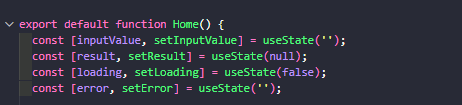 export default function Home() {
  const [inputValue, setInputValue] = useState('');
  const [result, setResult] = useState(null);
  const [loading, setLoading] = useState(false);
  const [error, setError] = useState('');